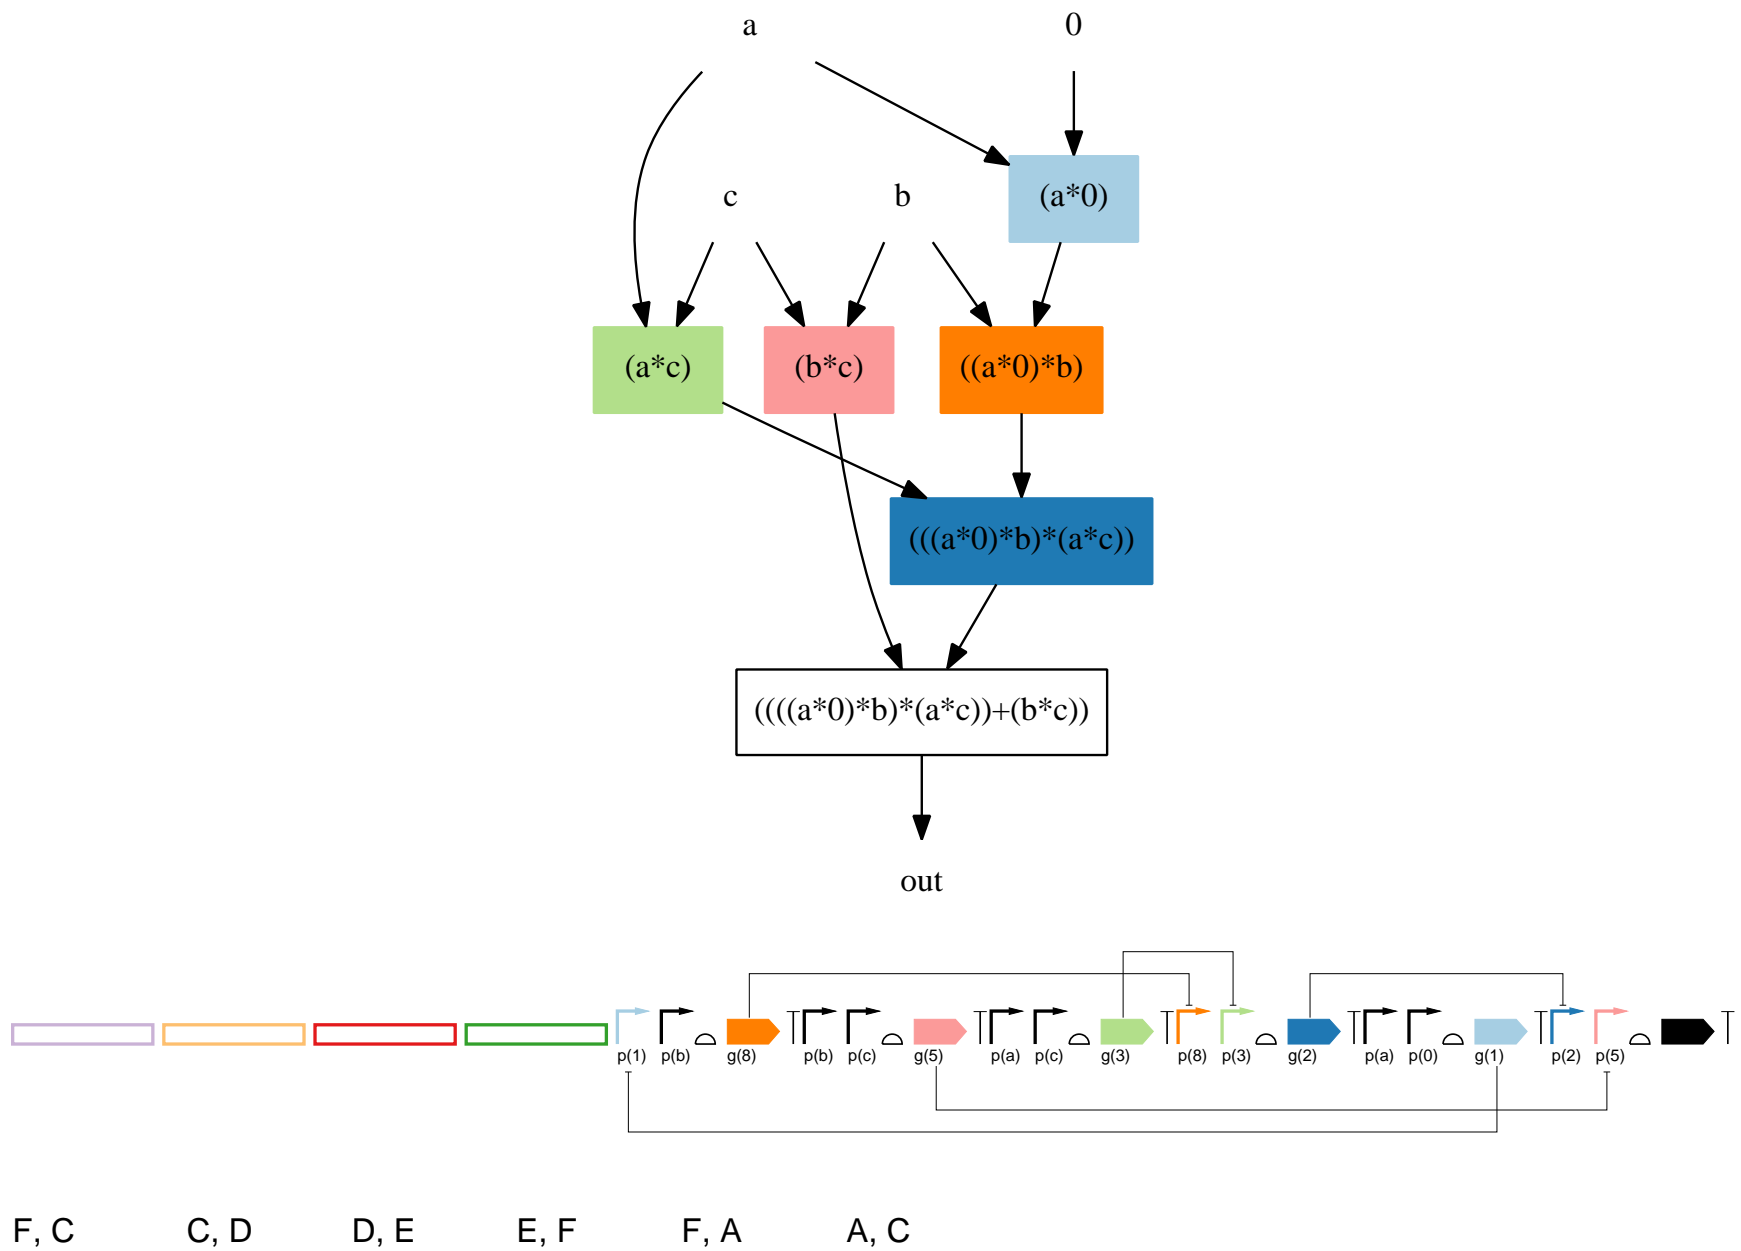 a 0
c b (a*0)
(a*c) (b*c) ((a*0)*b)
(((a*0)*b)*(a*c))
((((a*0)*b)*(a*c))+(b*c))
out
p(1) p(b) g(8) p(b) p(c) g(5) p(a) p(c) g(3) p(8) p(3) g(2) p(a) p(0) g(1) p(2) p(5)
F, C C, D D, E E, F F, A A, C